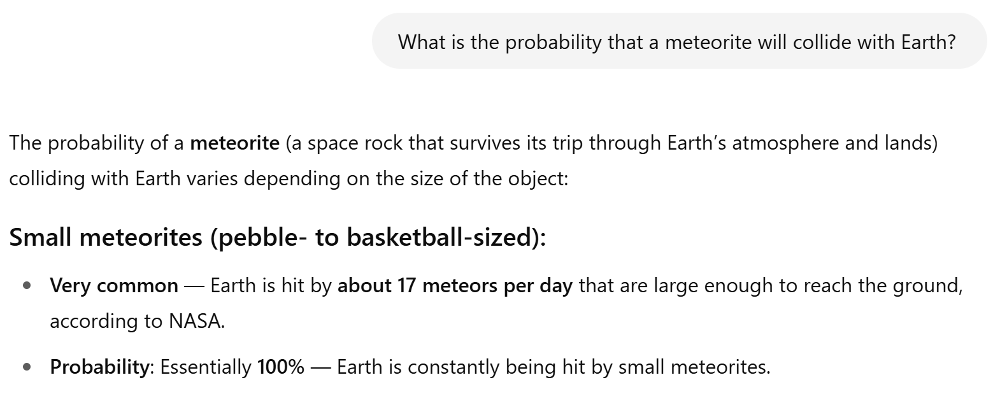 What is the probability that a meteorite will collide with Earth?
The probability of a meteorite (a space rock that survives its trip through Earth’s atmosphere and lands)
colliding with Earth varies depending on the size of the object:
Small meteorites (pebble- to basketball-sized):
• Very common — Earth is hit by about 17 meteors per day that are large enough to reach the ground,
according to NASA.
• Probability: Essentially 100% — Earth is constantly being hit by small meteorites.